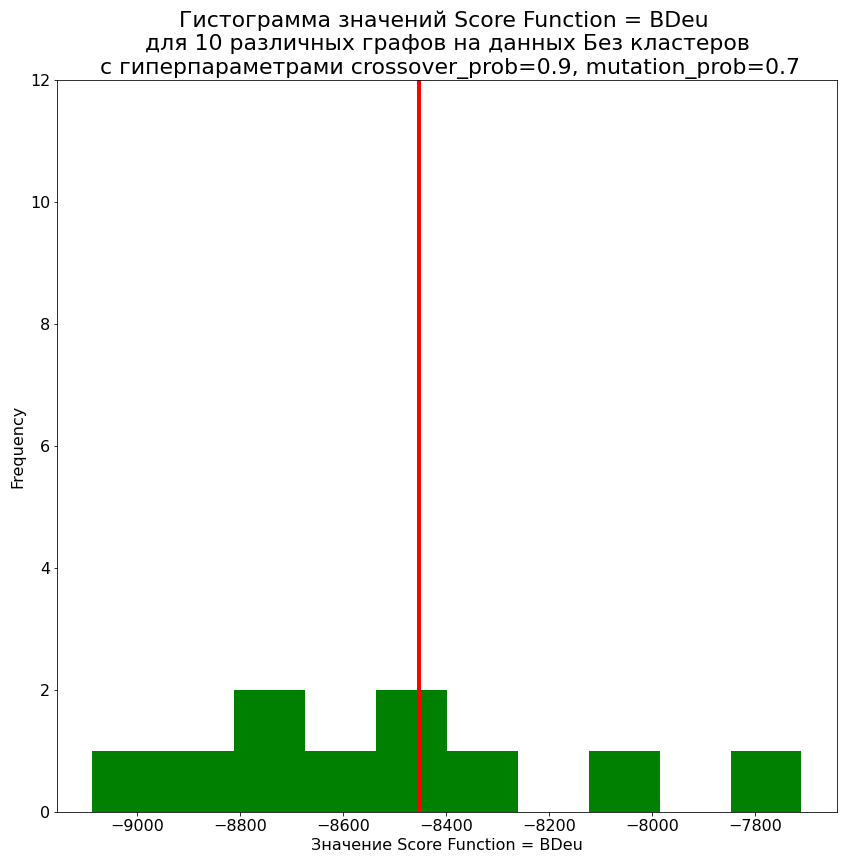 Гистограмма значений Score Function = BDeu
для 10 различных графов на данных Без кластеров
с гиперпараметрами crossover_prob=0.9, mutation_prob=0.7
12
10
8
6
4
2
0
Frequency
−9000 −8800 −8600 −8400 −8200 −8000 −7800
Значение Score Function = BDeu